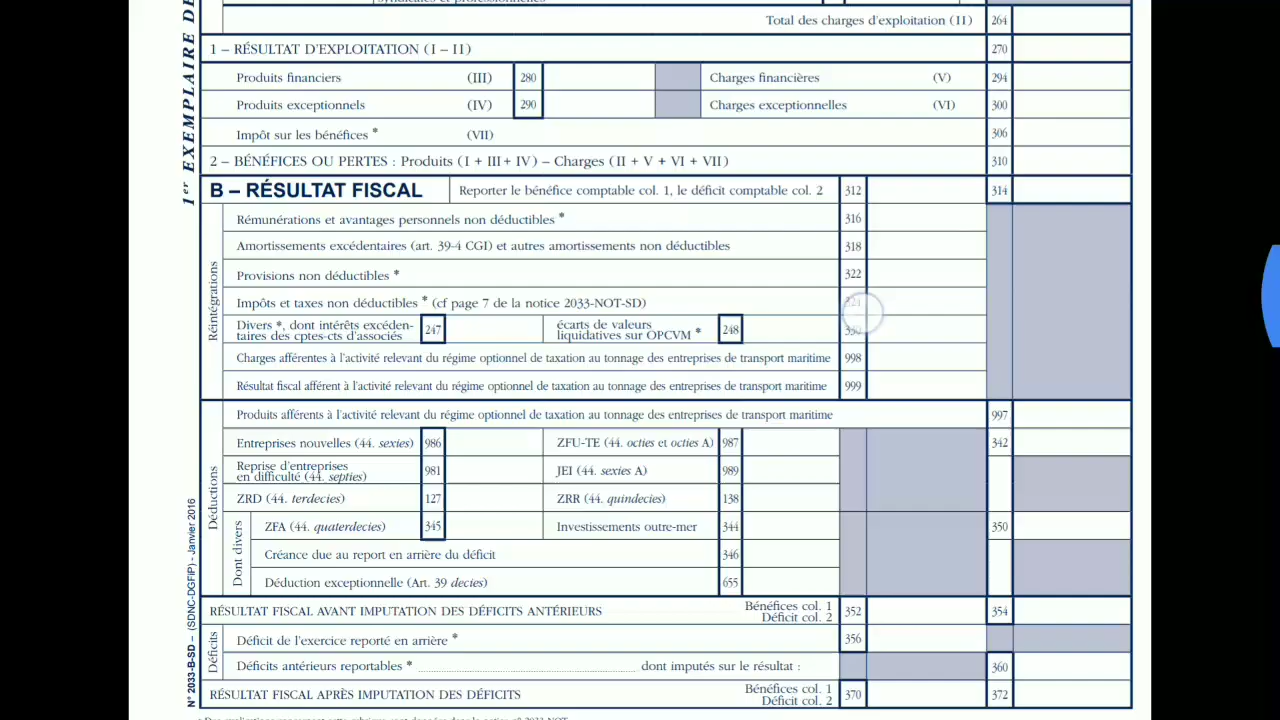 Total des charges d'exploitation (II) 264
1 – RÉSULTAT D'EXPLOITATION (I – II) 270
Produits financiers (III) 280 Charges financières (V) 294
Produits exceptionnels (IV) 290 Charges exceptionnelles (VI) 300
Impôt sur les bénéfices * (VII) 306
2 – BÉNÉFICES OU PERTES : Produits (I + III + IV) – Charges (II + V + VI + VII) 310
B – RÉSULTAT FISCAL Reporter le bénéfice comptable col. 1, le déficit comptable col. 2 312 314
Réintégrations
Rémunérations et avantages personnels non déductibles * 316
Amortissements excédentaires (art. 39-4 CGI) et autres amortissements non déductibles 318
Provisions non déductibles * 322
Impôts et taxes non déductibles * (cf page 7 de la notice 2033-NOT-SD) 324
Divers *, dont intérêts excéden-
taires des cptes-cts d'associés 247
écarts de valeurs
liquidatives sur OPCVM * 248 330
Charges afférentes à l'activité relevant du régime optionnel de taxation au tonnage des entreprises de transport maritime 998
Résultat fiscal afférent à l'activité relevant du régime optionnel de taxation au tonnage des entreprises de transport maritime 999
Déductions
Produits afférents à l'activité relevant du régime optionnel de taxation au tonnage des entreprises de transport maritime 997
Entreprises nouvelles (44. sexies) 986 ZFU-TE (44. octies et octies A) 987 342
Reprise d'entreprises
en difficulté (44. septies) 981 JEI (44. sexies A) 989
ZRD (44. terdecies) 127 ZRR (44. quindecies) 138
Dont divers
ZFA (44. quaterdecies) 345 Investissements outre-mer 344 350
Créance due au report en arrière du déficit 346
Déduction exceptionnelle (Art. 39 decies) 655
RÉSULTAT FISCAL AVANT IMPUTATION DES DÉFICITS ANTÉRIEURS Bénéfices col. 1
Déficit col. 2 352 354
Déficits
Déficit de l'exercice reporté en arrière * 356
Déficits antérieurs reportables * dont imputés sur le résultat : 360
RÉSULTAT FISCAL APRÈS IMPUTATION DES DÉFICITS Bénéfices col. 1
Déficit col. 2 370 372
1er EXEMPLAIRE DE
N° 2033-B-SD – (SDNC-DGFIP) - Janvier 2016